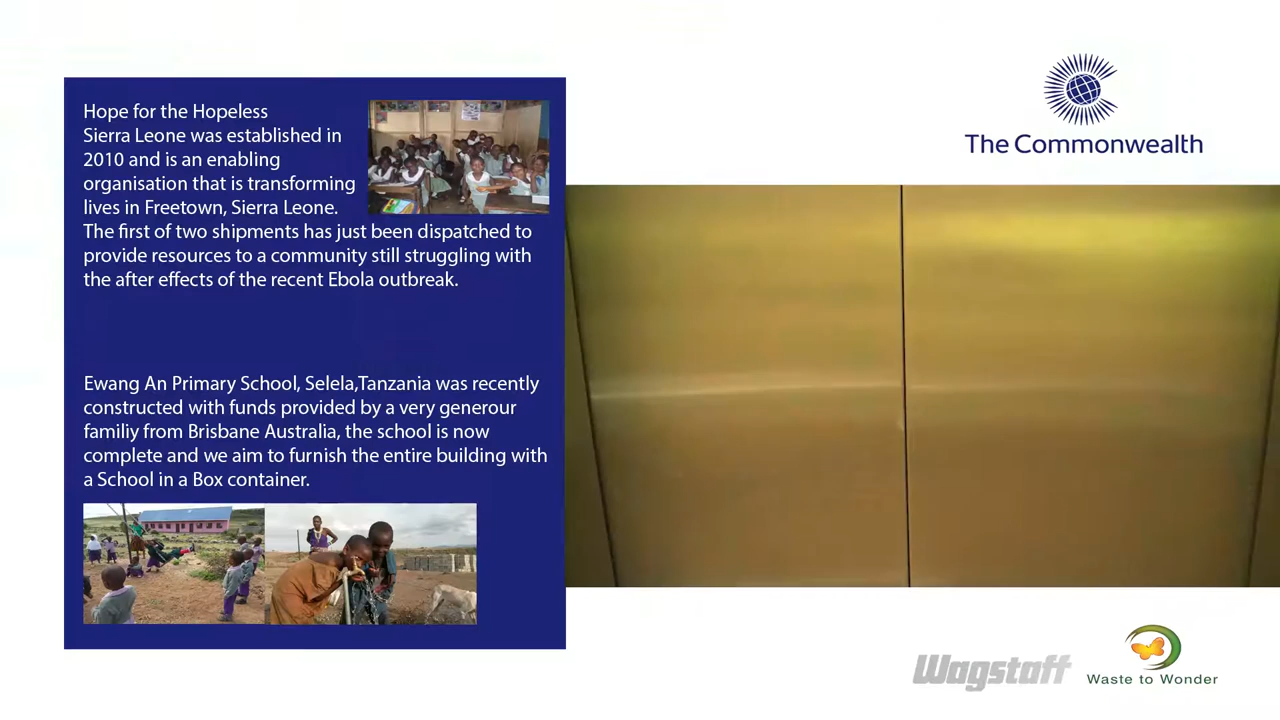 Hope for the Hopeless
Sierra Leone was established in
2010 and is an enabling
organisation that is transforming
lives in Freetown, Sierra Leone.
The first of two shipments has just been dispatched to
provide resources to a community still struggling with
the after effects of the recent Ebola outbreak.
Ewang An Primary School, Selela,Tanzania was recently
constructed with funds provided by a very generour
familiy from Brisbane Australia, the school is now
complete and we aim to furnish the entire building with
a School in a Box container.
The Commonwealth
Wagstaff
Waste to Wonder